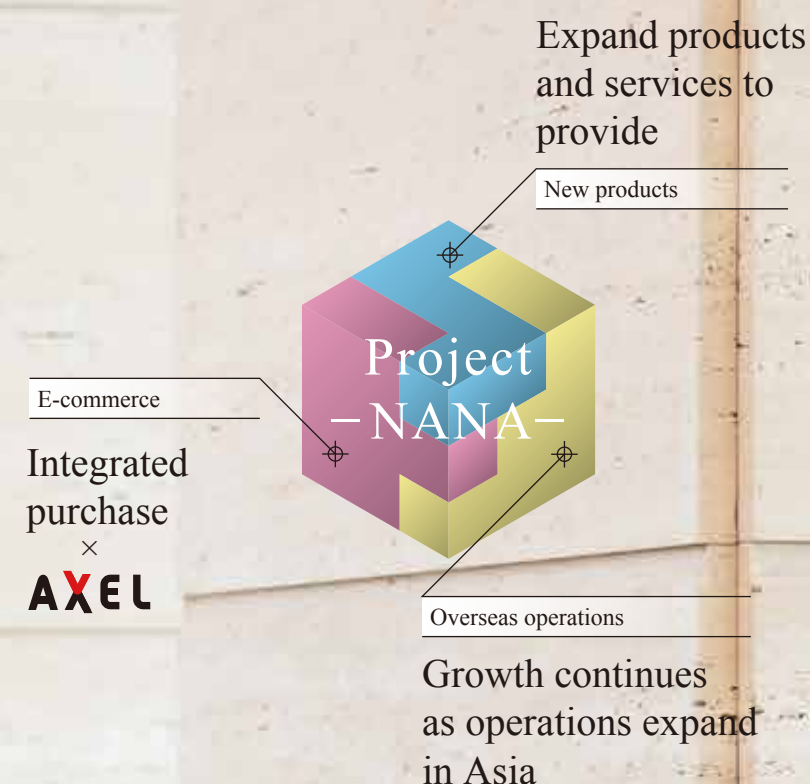 Expand products
and services to
provide
New products
Project
–NANA–
E-commerce
Integrated
purchase
×
AXEL
Overseas operations
Growth continues
as operations expand
in Asia